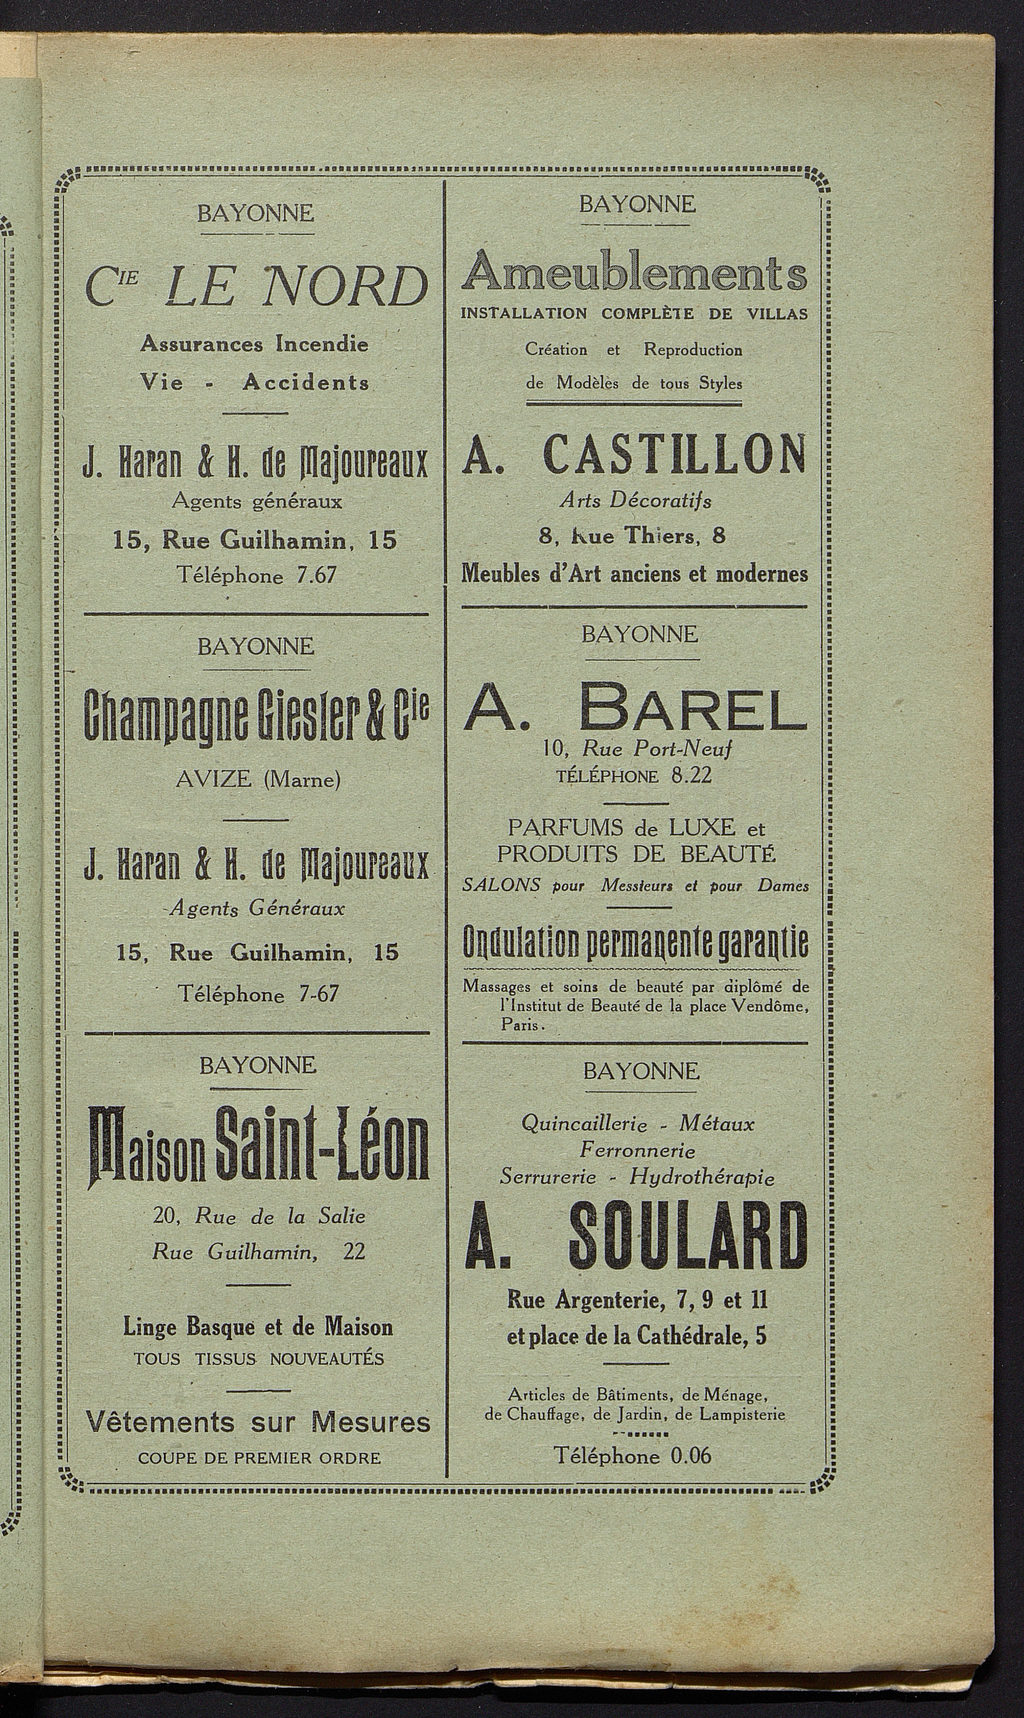 BAYONNE
CIE LE NORD
Assurances Incendie
Vie - Accidents
J. Haran & H. de Majoureaux
Agents généraux
15, Rue Guilhamin, 15
Téléphone 7.67
BAYONNE
Champagne Giesler & Cie
AVIZE (Marne)
J. Haran & H. de Majoureaux
Agents Généraux
15, Rue Guilhamin, 15
Téléphone 7-67
BAYONNE
Maison Saint-Léon
20, Rue de la Salie
Rue Guilhamin, 22
Linge Basque et de Maison
TOUS TISSUS NOUVEAUTÉS
Vêtements sur Mesures
COUPE DE PREMIER ORDRE
BAYONNE
Ameublements
INSTALLATION COMPLÈTE DE VILLAS
Création et Reproduction
de Modèles de tous Styles
A. CASTILLON
Arts Décoratifs
8, Rue Thiers, 8
Meubles d'Art anciens et modernes
BAYONNE
A. BAREL
10, Rue Port-Neuf
TÉLÉPHONE 8.22
PARFUMS de LUXE et
PRODUITS DE BEAUTÉ
SALONS pour Messieurs et pour Dames
Ondulation permanente garantie
Massages et soins de beauté par diplômé de
l'Institut de Beauté de la place Vendôme,
Paris.
BAYONNE
Quincaillerie - Métaux
Ferronnerie
Serrurerie - Hydrothérapie
A. SOULARD
Rue Argenterie, 7, 9 et 11
et place de la Cathédrale, 5
Articles de Bâtiments, de Ménage,
de Chauffage, de Jardin, de Lampisterie
Téléphone 0.06